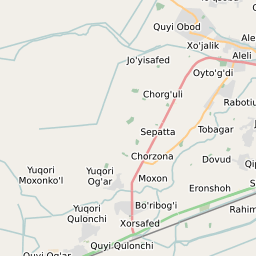 Quyi Obod
Xo'jalik
Ale
Aleli
Jo'yisafed
Oyto'g'di
Chorg'uli
Rabotiu
Sepatta
Tobagar
Chorzona
Dovud
Qip
Yuqori
Moxonko'l
Yuqori
Og'ar
Moxon
Eronshoh
S
Yuqori
Qulonchi
Bo'ribog'i
Rahim
Xorsafed
Quyi Qulonchi
Quyi Og'ar